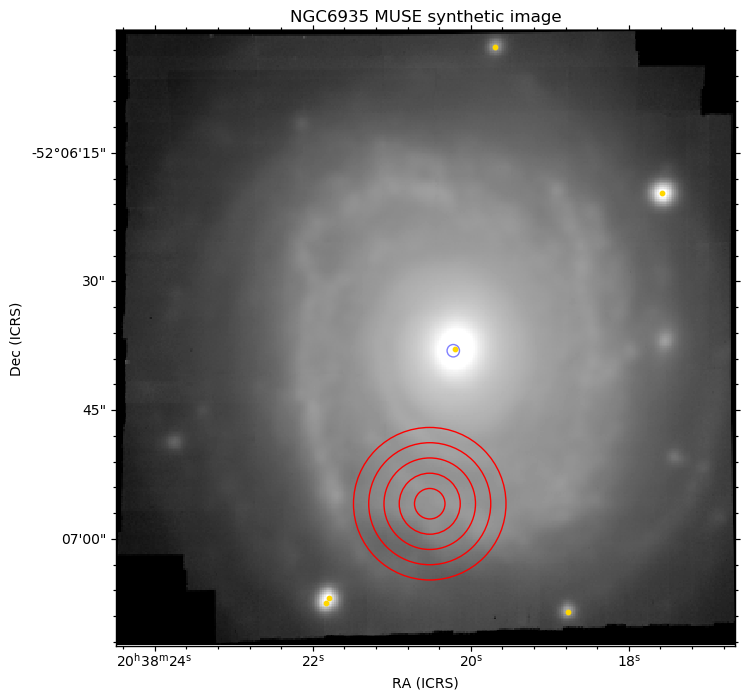 NGC6935 MUSE synthetic image
-52°06'15"
30"
45"
07'00"
Dec (ICRS)
20h38m24s
22s
20s
18s
RA (ICRS)